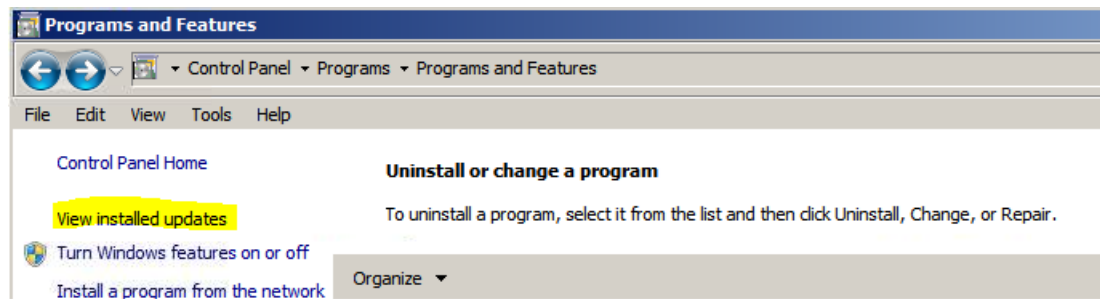 Programs and Features
Control Panel Programs Programs and Features
File Edit View Tools Help
Control Panel Home
View installed updates
Turn Windows features on or off
Install a program from the network
Uninstall or change a program
To uninstall a program, select it from the list and then click Uninstall, Change, or Repair.
Organize